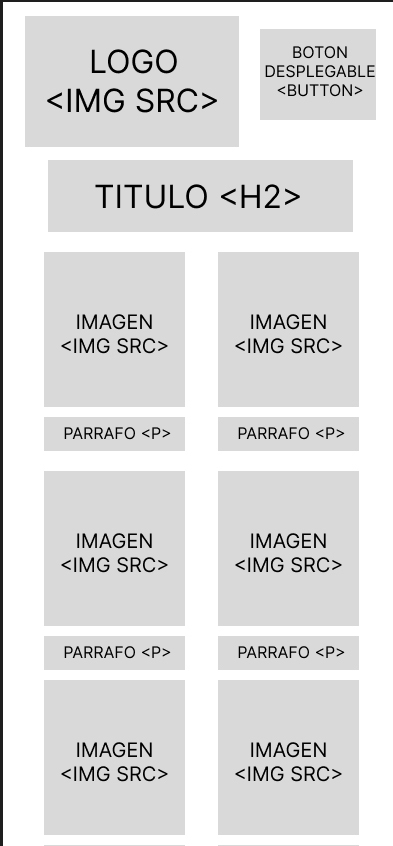 LOGO
<IMG SRC>
BOTON
DESPLEGABLE
<BUTTON>
TITULO <H2>
IMAGEN
<IMG SRC>
IMAGEN
<IMG SRC>
PARRAFO <P>
PARRAFO <P>
IMAGEN
<IMG SRC>
IMAGEN
<IMG SRC>
PARRAFO <P>
PARRAFO <P>
IMAGEN
<IMG SRC>
IMAGEN
<IMG SRC>